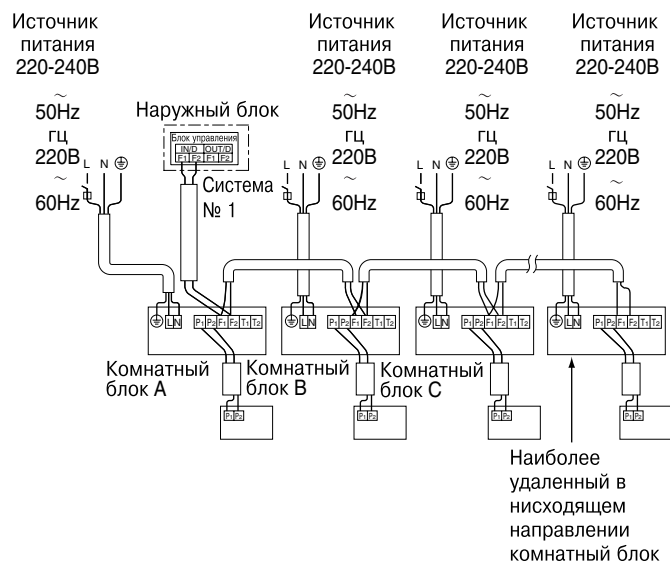 Источник
питания
220-240В
~
50Hz
гц
220В
~
60Hz
Источник
питания
220-240В
~
50Hz
гц
220В
~
60Hz
Источник
питания
220-240В
~
50Hz
гц
220В
~
60Hz
Источник
питания
220-240В
~
50Hz
гц
220В
~
60Hz
Наружный блок
Блок управления
IN/D OUT/D
F1 F2 F1 F2
Система
№ 1
L N
L N
L N
L N
L N
P1 P2 F1 F2 T1 T2
L N
P1 P2 F1 F2 T1 T2
L N
P1 P2 F1 F2 T1 T2
L N
P1 P2 F1 F2 T1 T2
Комнатный
блок A
Комнатный
блок B
Комнатный
блок C
P1 P2
P1 P2
P1 P2
P1 P2
Наиболее
удаленный в
нисходящем
направлении
комнатный блок